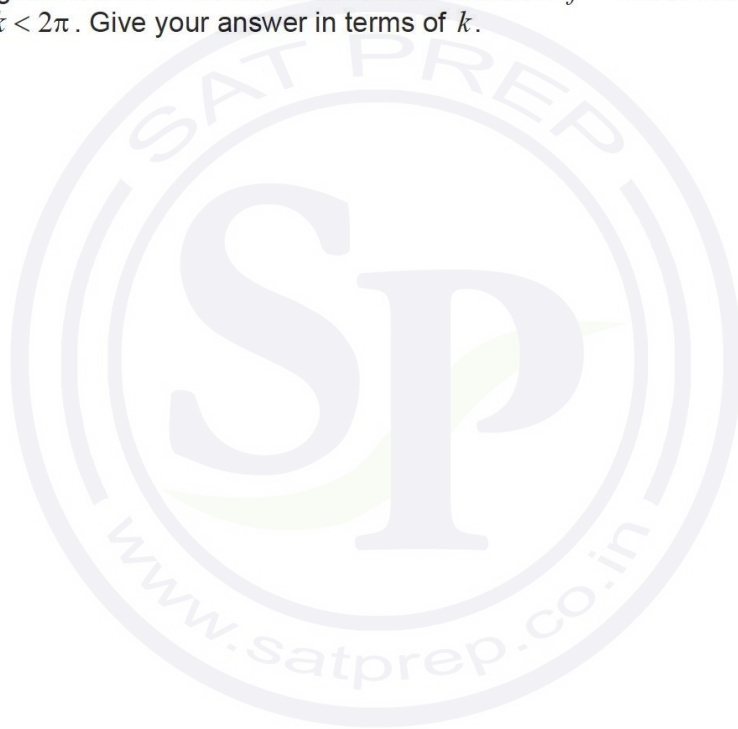 k < 2π. Give your answer in terms of k.
SAT PREP
SP
www.satprep.co.in